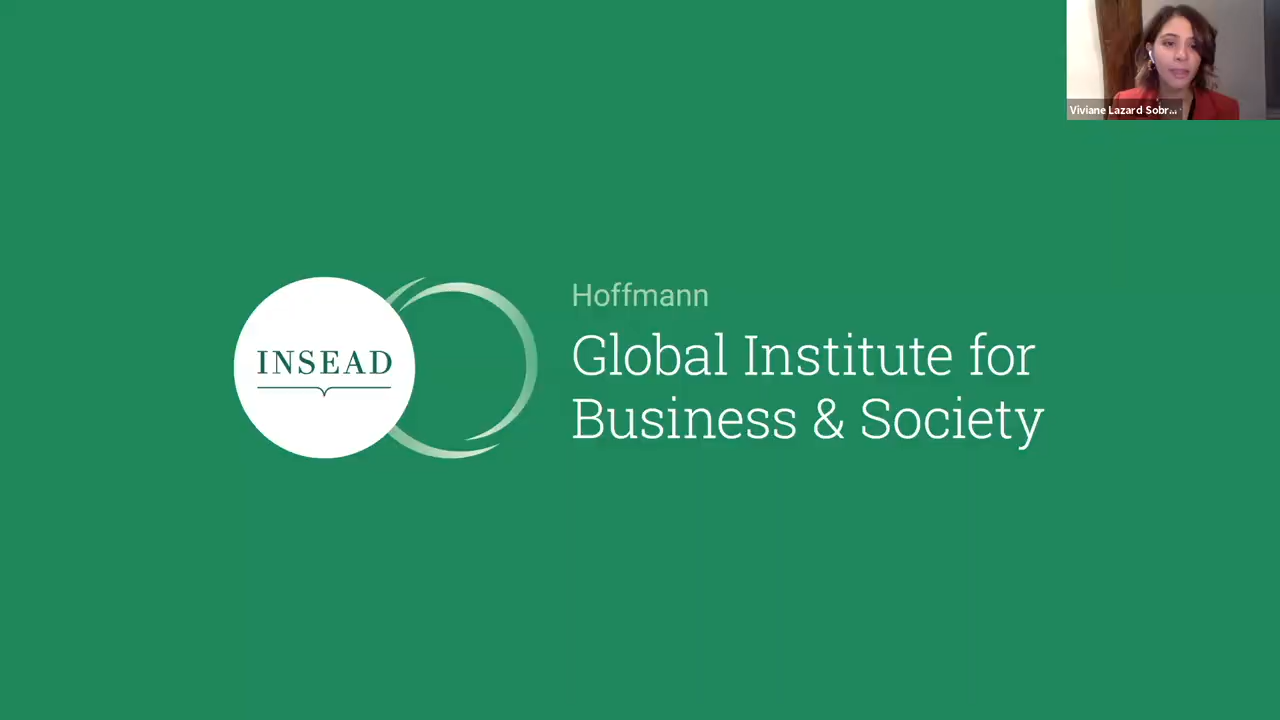 Viviane Lazard Sobr...
INSEAD
Hoffmann
Global Institute for
Business & Society